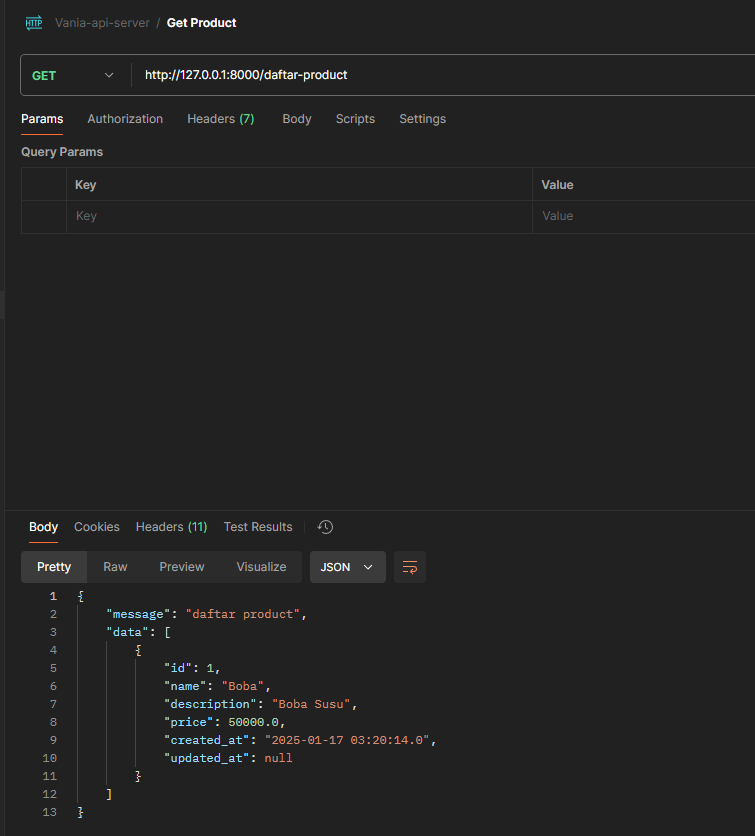 HTTP Vania-api-server / Get Product
GET http://127.0.0.1:8000/daftar-product
Params Authorization Headers (7) Body Scripts Settings
Query Params
Key Value
Key Value
Body Cookies Headers (11) Test Results
Pretty Raw Preview Visualize JSON
1 {
2 "message": "daftar product",
3 "data": [
4 {
5 "id": 1,
6 "name": "Boba",
7 "description": "Boba Susu",
8 "price": 50000.0,
9 "created_at": "2025-01-17 03:20:14.0",
10 "updated_at": null
11 }
12 ]
13 }